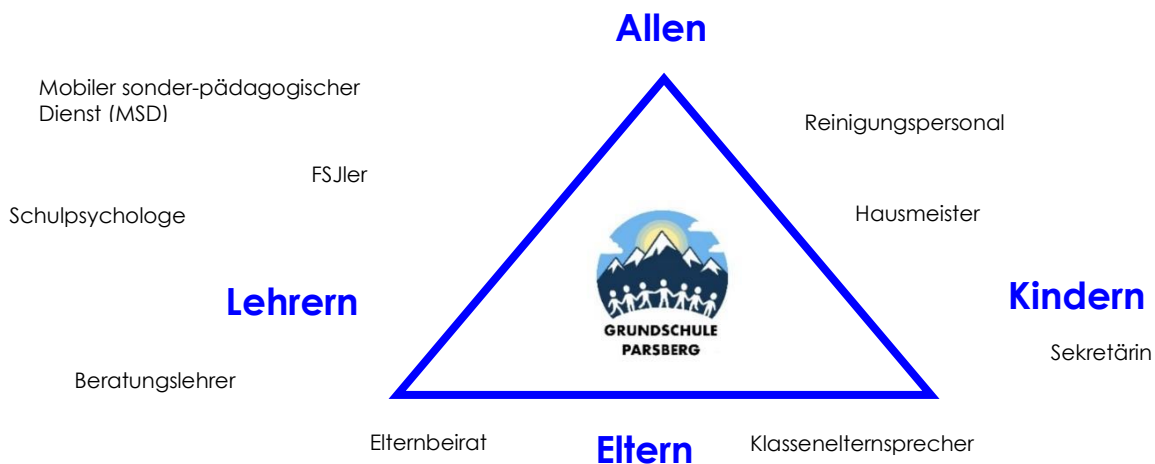 Allen
Mobiler sonder-pädagogischer
Dienst (MSD)
Reinigungspersonal
FSJler
Schulpsychologe
Hausmeister
Lehrern
Kindern
GRUNDSCHULE
PARSBERG
Sekretärin
Beratungslehrer
Elternbeirat
Eltern
Klassenelternsprecher